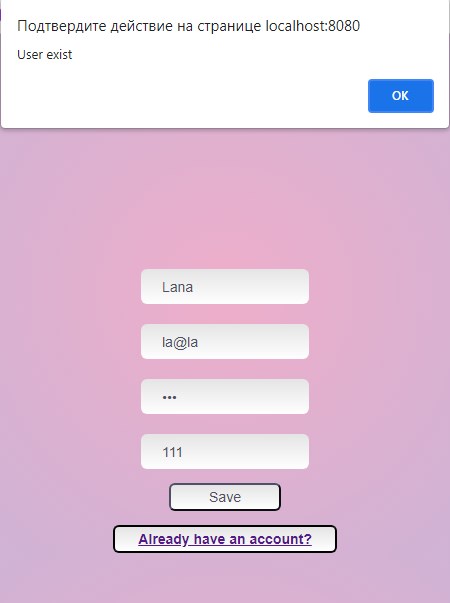 Подтвердите действие на странице localhost:8080
User exist
OK
Lana
la@la
•••
111
Save
Already have an account?